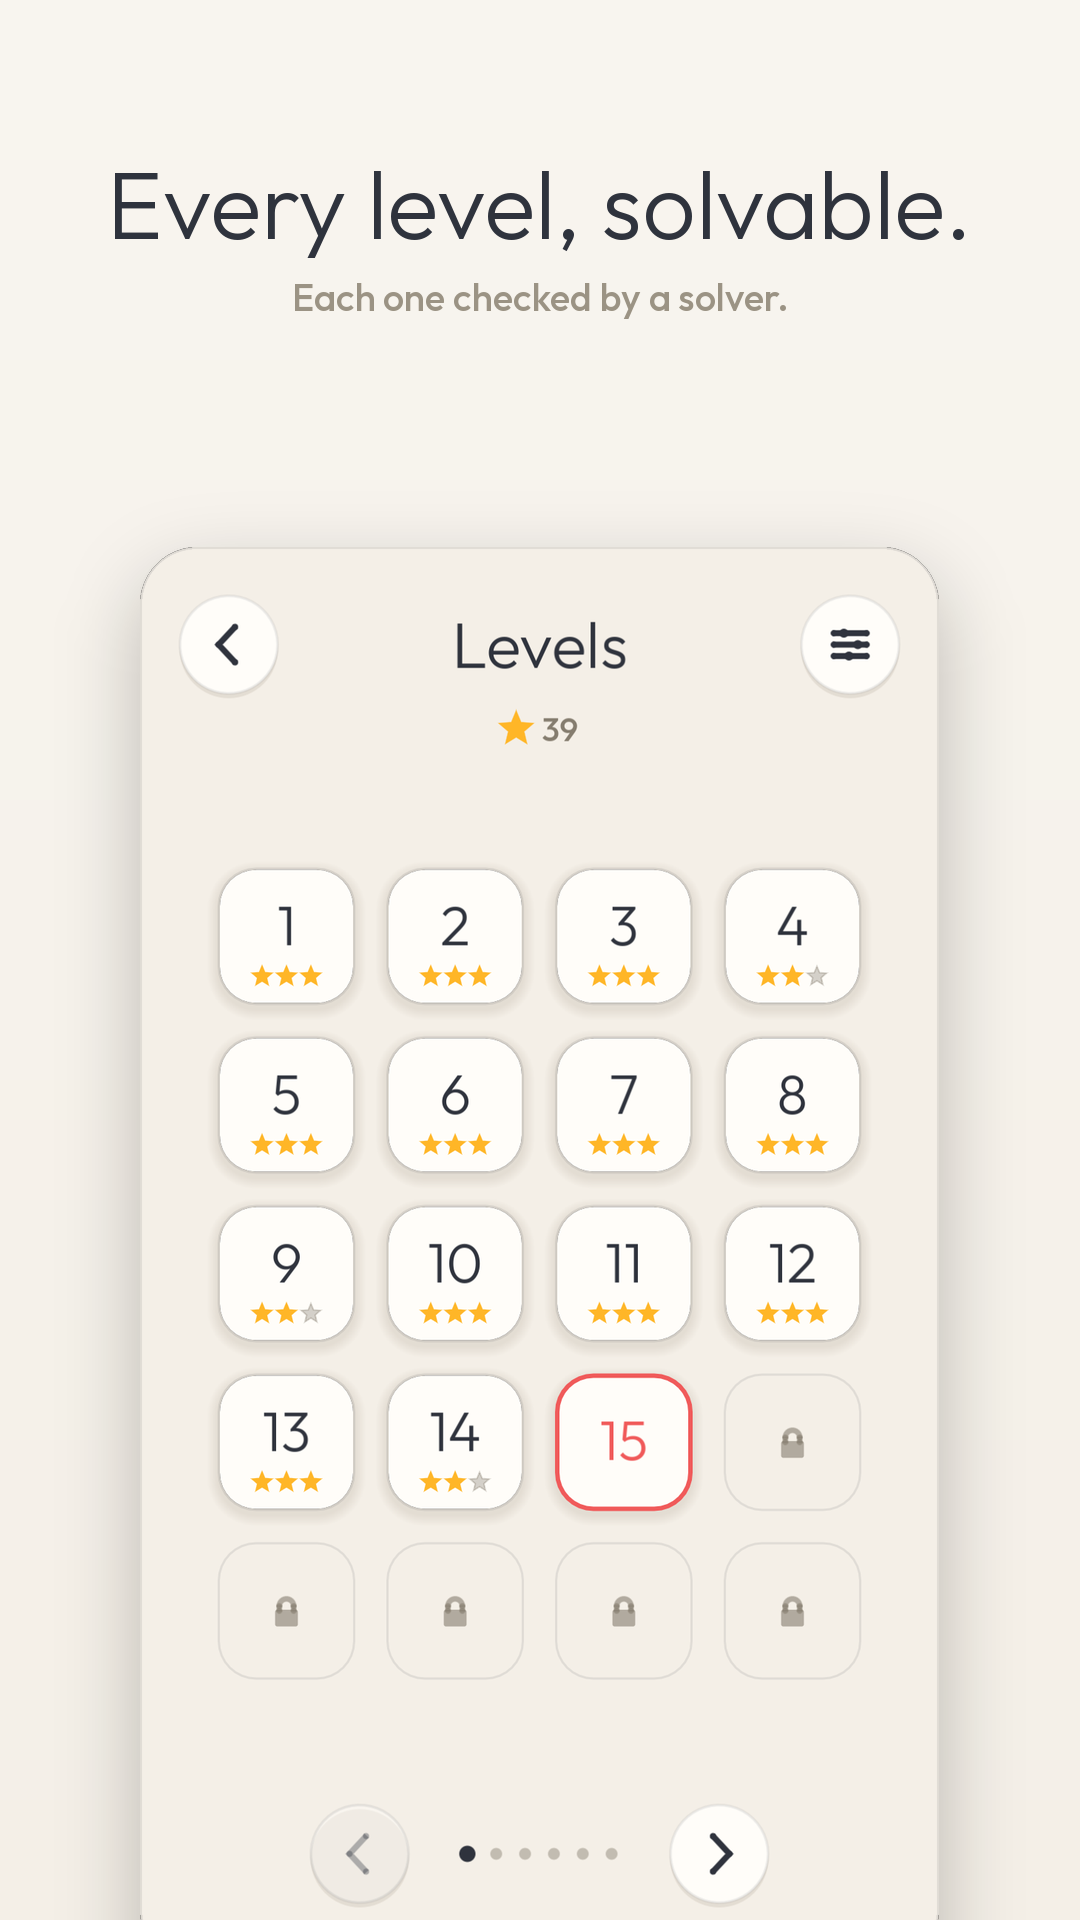 Every level, solvable.
Each one checked by a solver.
Levels
39
1 2 3 4
5 6 7 8
9 10 11 12
13 14 15